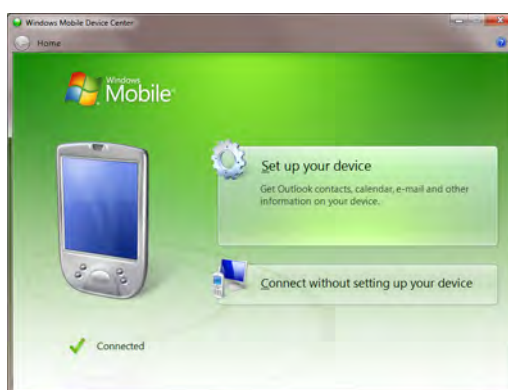 Windows Mobile Device Center
Home
Windows
Mobile
Set up your device
Get Outlook contacts, calendar, e-mail and other
information on your device.
Connect without setting up your device
Connected